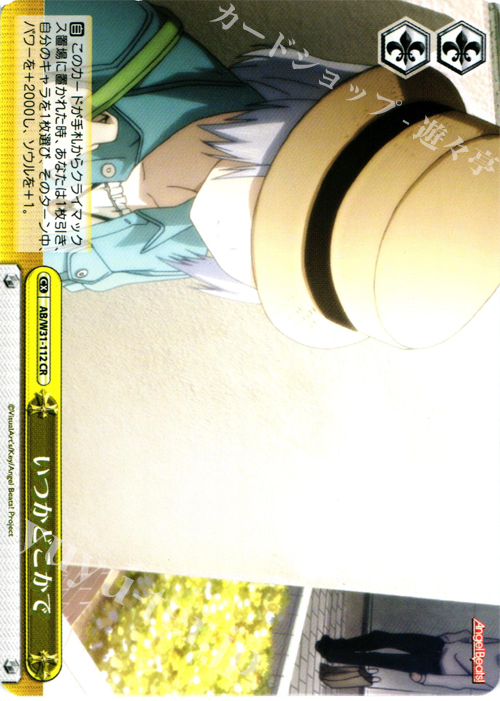 カードショップ-遊々亭
自 このカードが手札からクライマックス
置場に置かれた時、あなたは1枚引き、
自分のキャラを1枚選び、そのターン中、
パワーを+2000し、ソウルを+1。
CX AB/W31-112 CR
いつかどこかで
©VisualArt's/Key/Angel Beats! Project
Angel Beats!